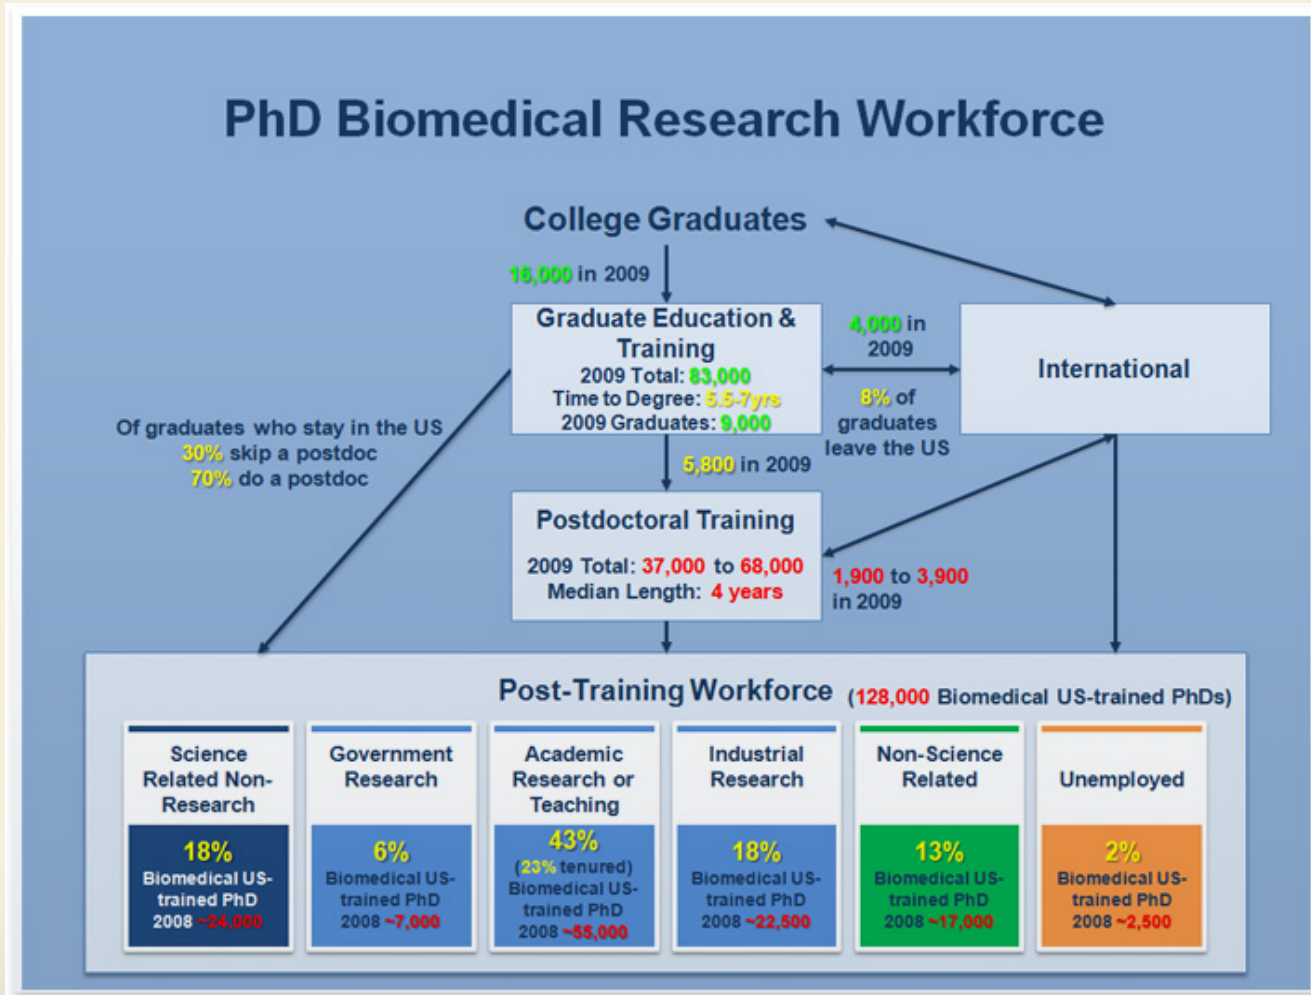 PhD Biomedical Research Workforce
College Graduates
16,000 in 2009
Graduate Education &
Training
2009 Total: 83,000
Time to Degree: 5.5-7yrs
2009 Graduates: 9,000
4,000 in
2009
8% of
graduates
leave the US
International
Of graduates who stay in the US
30% skip a postdoc
70% do a postdoc
5,800 in 2009
Postdoctoral Training
2009 Total: 37,000 to 68,000
Median Length: 4 years
1,900 to 3,900
in 2009
Post-Training Workforce (128,000 Biomedical US-trained PhDs)
Science
Related Non-
Research
18%
Biomedical US-
trained PhD
2008 ~24,000
Government
Research
6%
Biomedical US-
trained PhD
2008 ~7,000
Academic
Research or
Teaching
43%
(23% tenured)
Biomedical US-
trained PhD
2008 ~55,000
Industrial
Research
18%
Biomedical US-
trained PhD
2008 ~22,500
Non-Science
Related
13%
Biomedical US-
trained PhD
2008 ~17,000
Unemployed
2%
Biomedical US-
trained PhD
2008 ~2,500